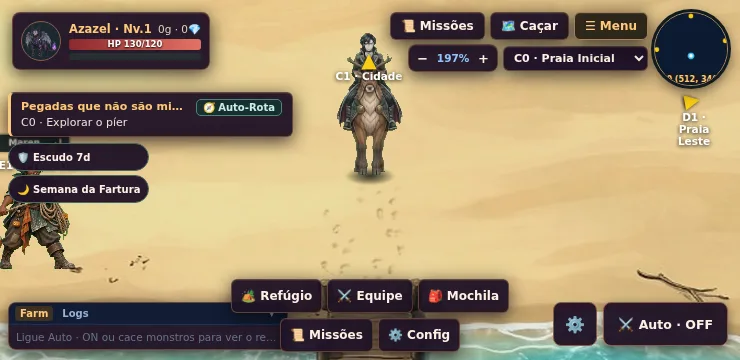 Azazel · Nv.1 0g · 0💎
HP 130/120
📜 Missões
🗺️ Caçar
☰ Menu
− 197% +
C0 · Praia Inicial
C1 · Cidade
Pegadas que não são mi…
🧭 Auto-Rota
C0 · Explorar o píer
D1 ·
Praia
Leste
🛡️ Escudo 7d
🌙 Semana da Fartura
🏕️ Refúgio
⚔️ Equipe
🎒 Mochila
Farm Logs
Ligue Auto · ON ou cace monstros para ver o re…
📜 Missões
⚙️ Config
⚙️
⚔️ Auto · OFF